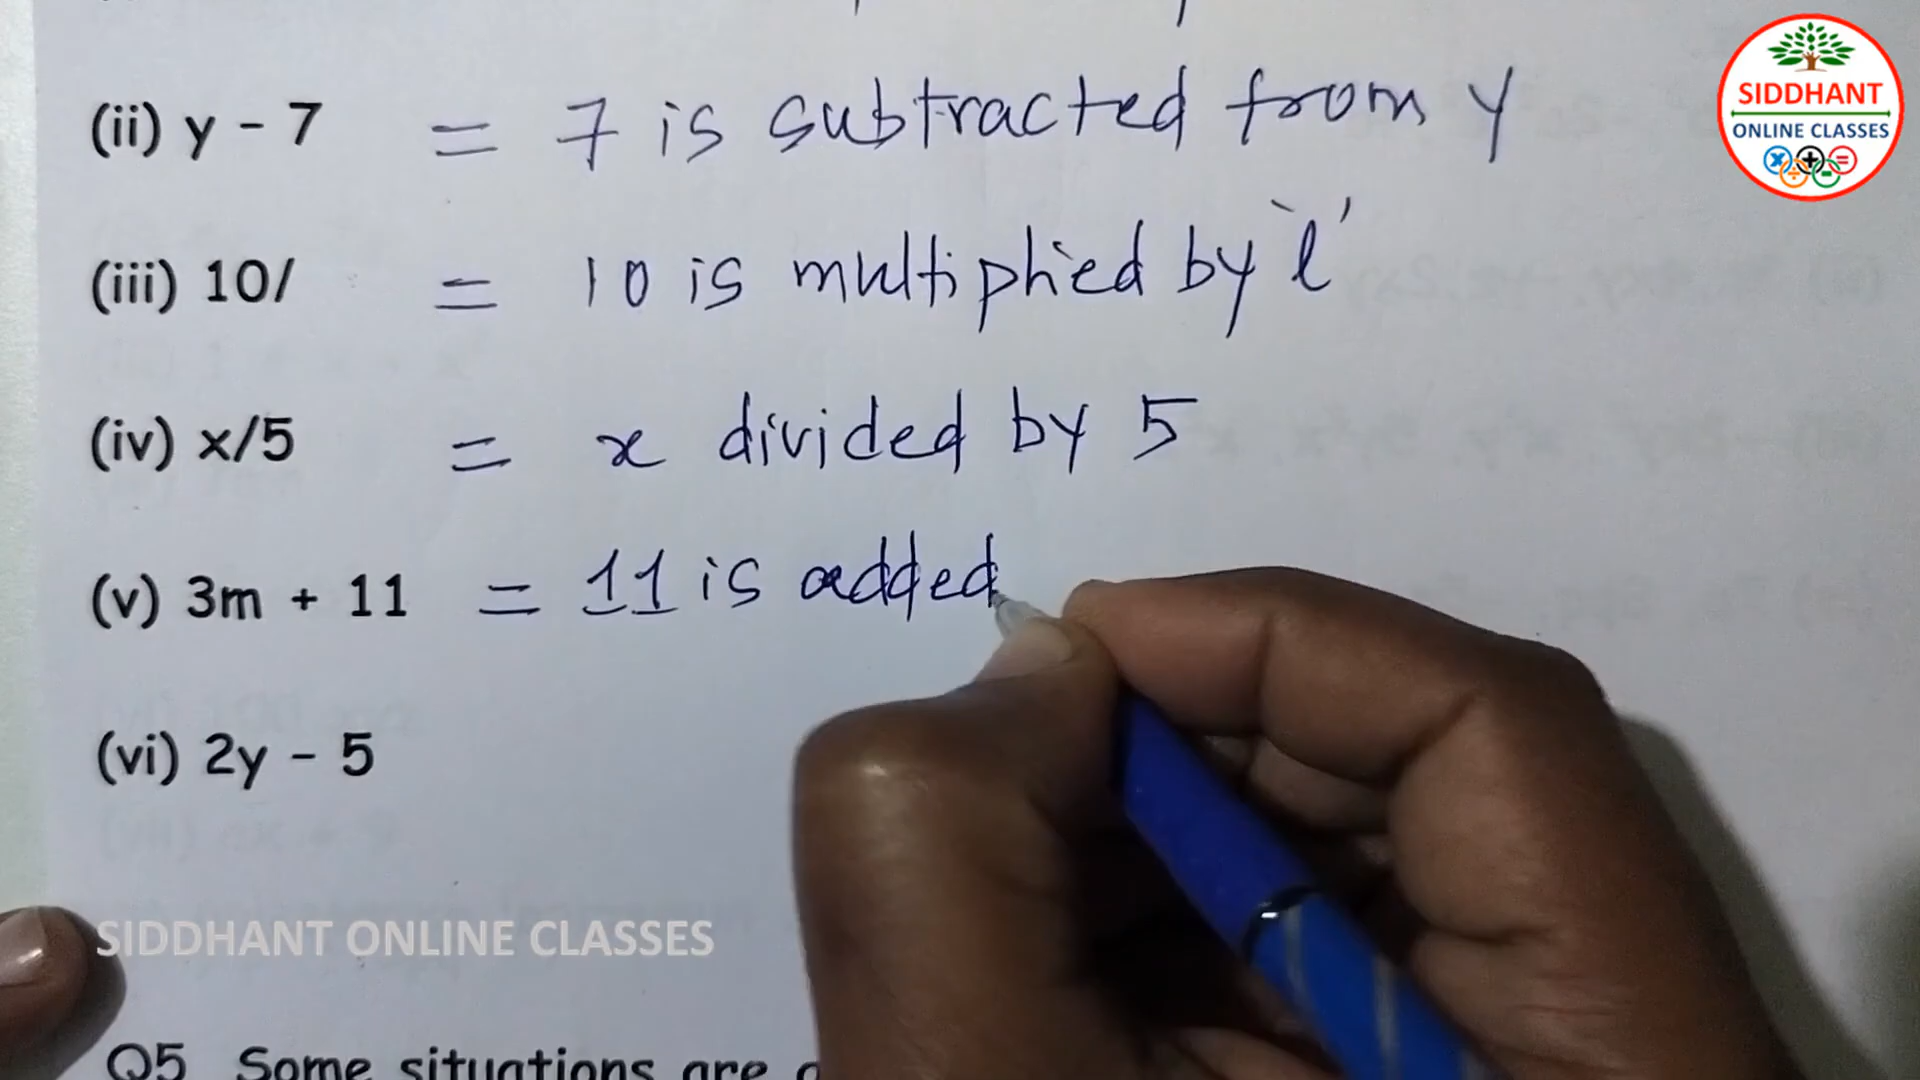 SIDDHANT
ONLINE CLASSES
(ii) y - 7 = 7 is subtracted from y
(iii) 10l = 10 is multiplied by 'l'
(iv) x/5 = x divided by 5
(v) 3m + 11 = 11 is added
(vi) 2y - 5
SIDDHANT ONLINE CLASSES
Q5 Some situations are